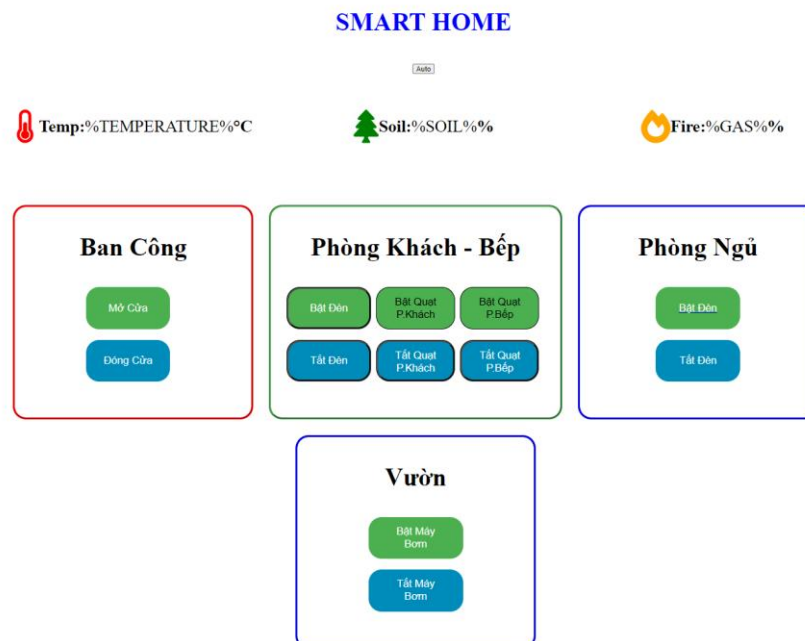 SMART HOME
Auto
Temp:%TEMPERATURE%°C
Soil:%SOIL%%
Fire:%GAS%%
Ban Công
Mở Cửa
Đóng Cửa
Phòng Khách - Bếp
Bật Đèn
Bật Quạt
P.Khách
Bật Quạt
P.Bếp
Tắt Đèn
Tắt Quạt
P.Khách
Tắt Quạt
P.Bếp
Phòng Ngủ
Bật Đèn
Tắt Đèn
Vườn
Bật Máy
Bơm
Tắt Máy
Bơm